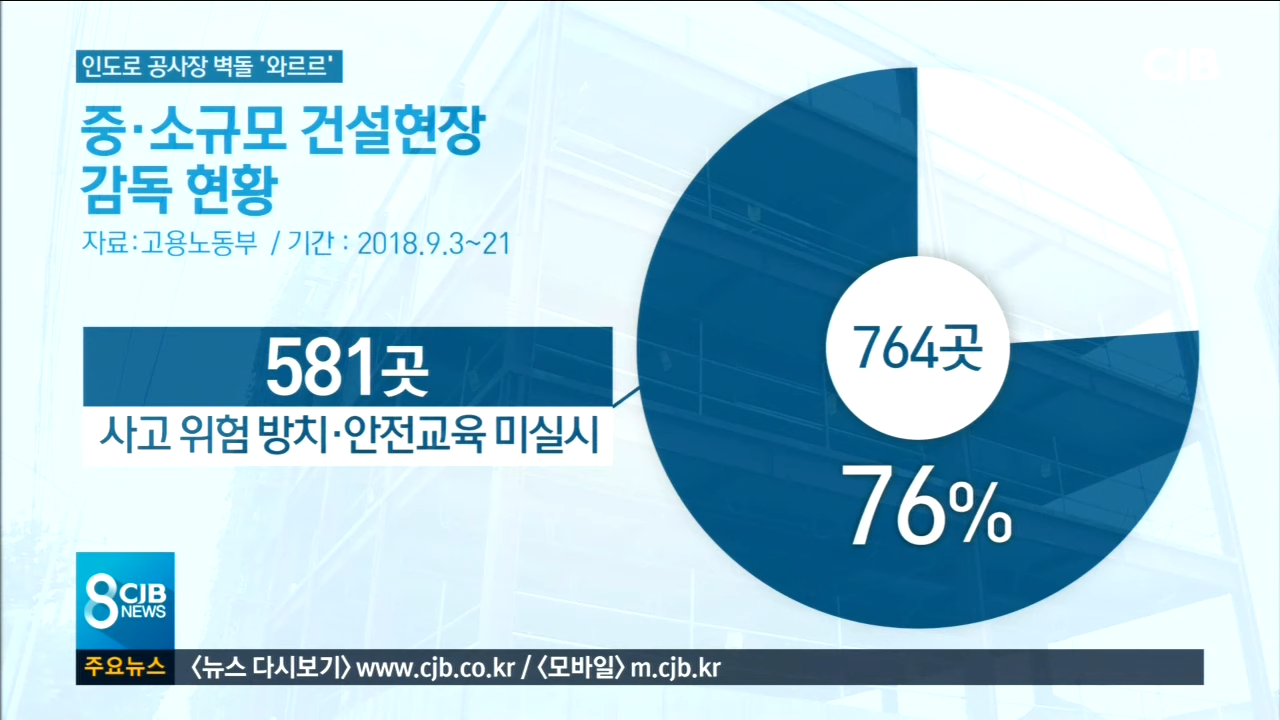 인도로 공사장 벽돌 '와르르'
CJB
중·소규모 건설현장
감독 현황
자료:고용노동부 / 기간 : 2018.9.3~21
581곳
사고 위험 방치·안전교육 미실시
764곳
76%
8 CJB
NEWS
주요뉴스 〈뉴스 다시보기〉 www.cjb.co.kr / 〈모바일〉 m.cjb.kr